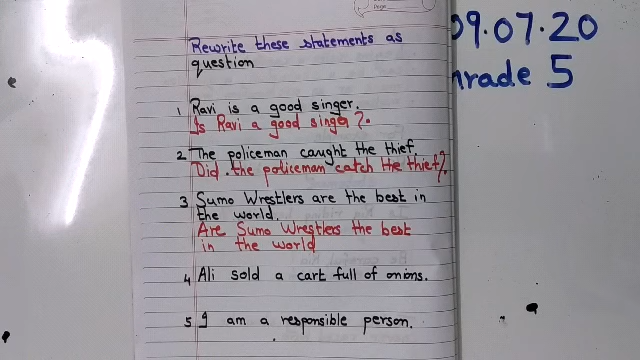 09.07.20
Grade 5
Rewrite these statements as
question
1 Ravi is a good singer.
Is Ravi a good singer?
2 The policeman caught the thief.
Did the policeman catch the thief?
3 Sumo Wrestlers are the best in
the world.
Are Sumo Wrestlers the best
in the world
4 Ali sold a cart full of onions.
5 I am a responsible person.